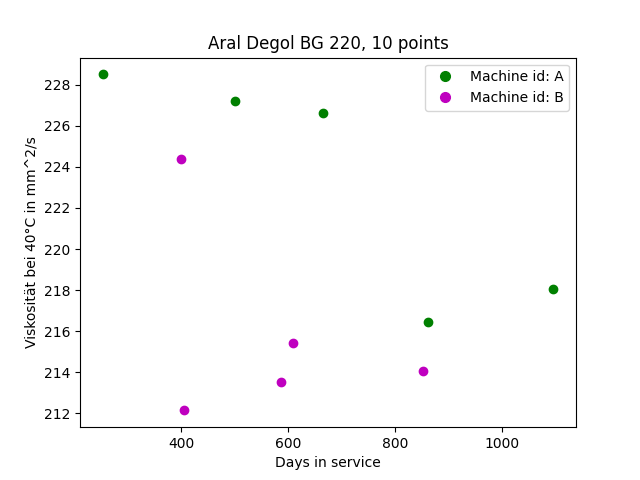 Aral Degol BG 220, 10 points
Machine id: A
Machine id: B
228
226
224
222
220
218
216
214
212
Viskosität bei 40°C in mm^2/s
400 600 800 1000
Days in service